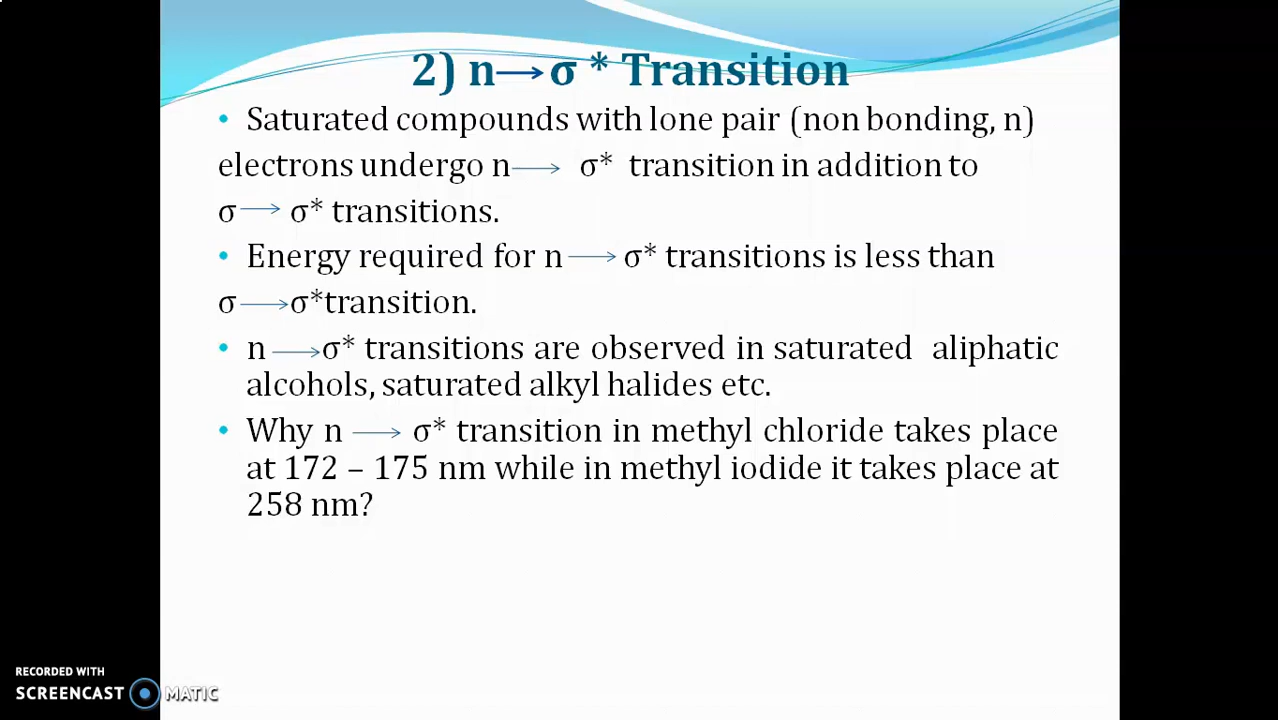 2) n→σ * Transition
• Saturated compounds with lone pair (non bonding, n)
electrons undergo n→ σ* transition in addition to
σ→ σ* transitions.
• Energy required for n→ σ* transitions is less than
σ→σ*transition.
• n→σ* transitions are observed in saturated aliphatic
alcohols, saturated alkyl halides etc.
• Why n → σ* transition in methyl chloride takes place
at 172 – 175 nm while in methyl iodide it takes place at
258 nm?
RECORDED WITH
SCREENCAST MATIC